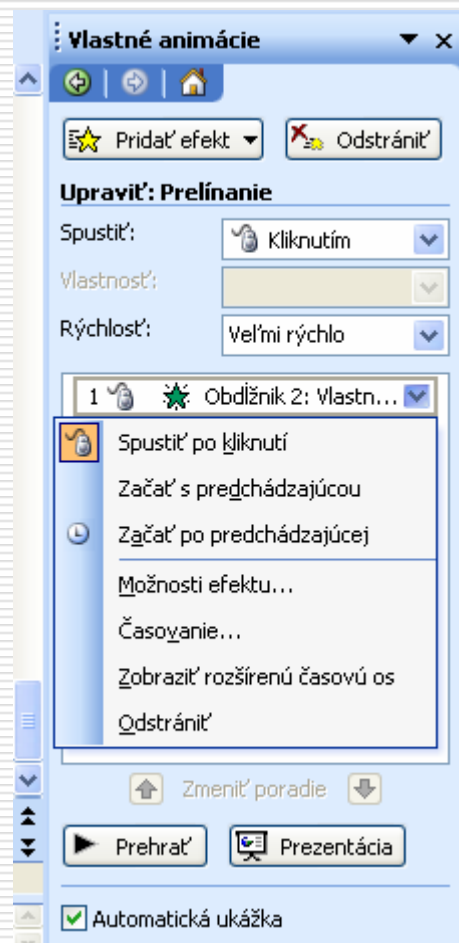 Vlastné animácie
Pridať efekt
Odstrániť
Upraviť: Prelínanie
Spustiť:
Kliknutím
Vlastnosť:
Rýchlosť:
Veľmi rýchlo
1 Obdĺžnik 2: Vlastn...
Spustiť po kliknutí
Začať s predchádzajúcou
Začať po predchádzajúcej
Možnosti efektu...
Časovanie...
Zobraziť rozšírenú časovú os
Odstrániť
Zmeniť poradie
Prehrať
Prezentácia
Automatická ukážka